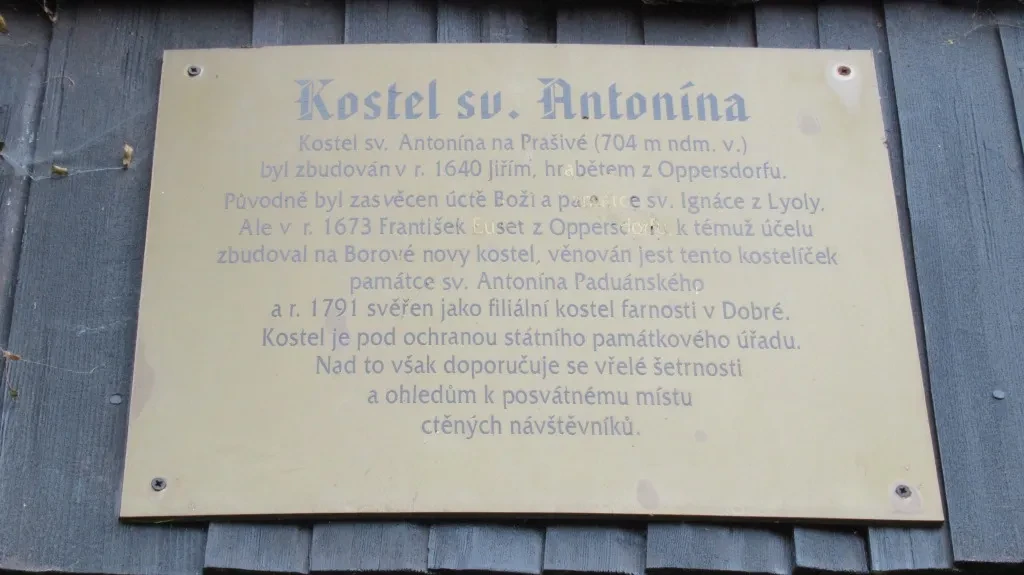 Kostel sv. Antonína
Kostel sv. Antonína na Prašivé (704 m ndm. v.)
byl zbudován v r. 1640 Jiřím, hrabětem z Oppersdorfu.
Původně byl zasvěcen úctě Boží a památce sv. Ignáce z Lyoly.
Ale v r. 1673 František Euset z Oppersdorfu k témuž účelu
zbudoval na Borové novy kostel, věnován jest tento kostelíček
památce sv. Antonína Paduánského
a r. 1791 svěřen jako filiální kostel farnosti v Dobré.
Kostel je pod ochranou státního památkového úřadu.
Nad to však doporučuje se vřelé šetrnosti
a ohledům k posvátnému místu
ctěných návštěvníků.